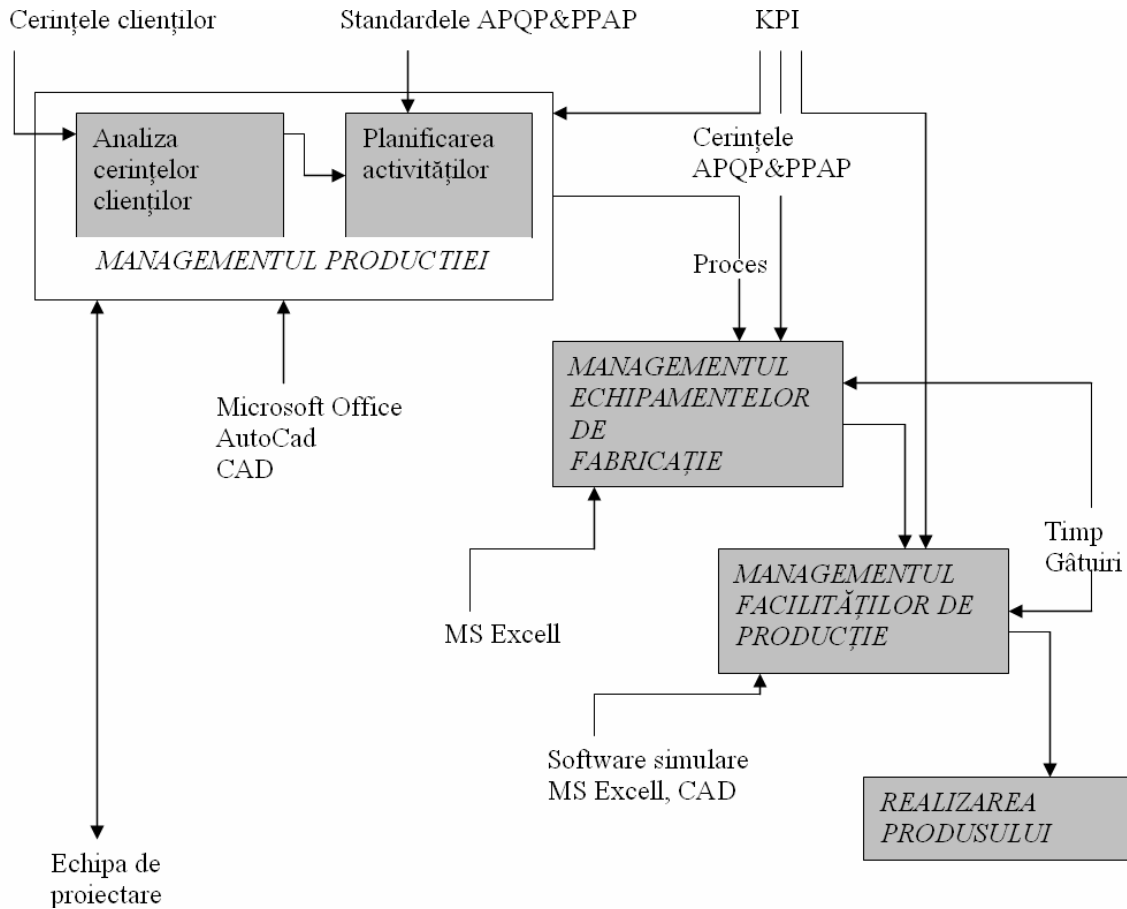 Cerințele clienților
Standardele APQP&PPAP
KPI
Analiza
cerințelor
clienților
Planificarea
activităților
MANAGEMENTUL PRODUCTIEI
Cerințele
APQP&PPAP
Proces
MANAGEMENTUL
ECHIPAMENTELOR
DE
FABRICAȚIE
Microsoft Office
AutoCad
CAD
Timp
Gâtuiri
MANAGEMENTUL
FACILITĂȚILOR DE
PRODUCȚIE
MS Excell
Software simulare
MS Excell, CAD
REALIZAREA
PRODUSULUI
Echipa de
proiectare